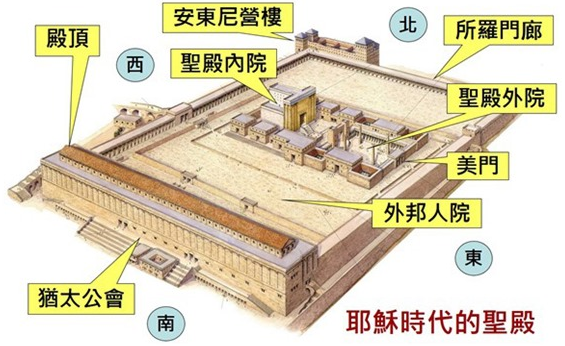 安東尼營樓
北
所羅門廊
殿頂
西
聖殿內院
聖殿外院
美門
外邦人院
東
猶太公會
南
耶穌時代的聖殿